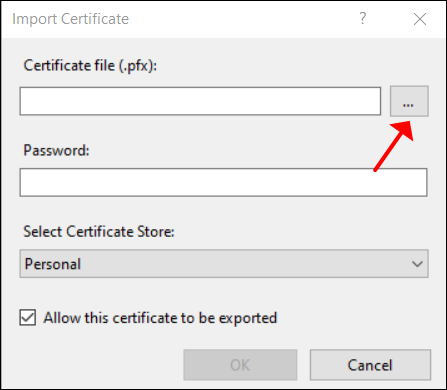 Import Certificate ?
Certificate file (.pfx):
...
Password:
Select Certificate Store:
Personal
Allow this certificate to be exported
OK Cancel